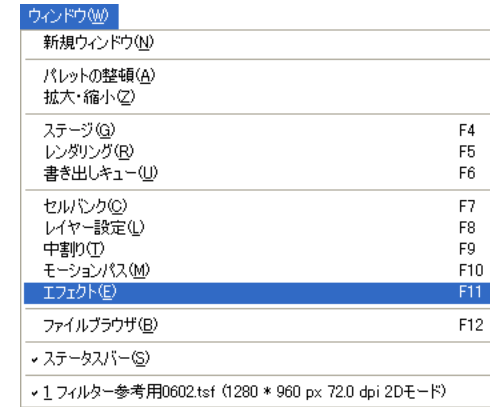 ウィンドウ(W)
新規ウィンドウ(N)
パレットの整頓(A)
拡大・縮小(Z)
ステージ(G) F4
レンダリング(R) F5
書き出しキュー(U) F6
セルバンク(C) F7
レイヤー設定(L) F8
中割り(T) F9
モーションパス(M) F10
エフェクト(E) F11
ファイルブラウザ(B) F12
✓ ステータスバー(S)
✓ 1 フィルター参考用0602.tsf (1280 * 960 px 72.0 dpi 2Dモード)